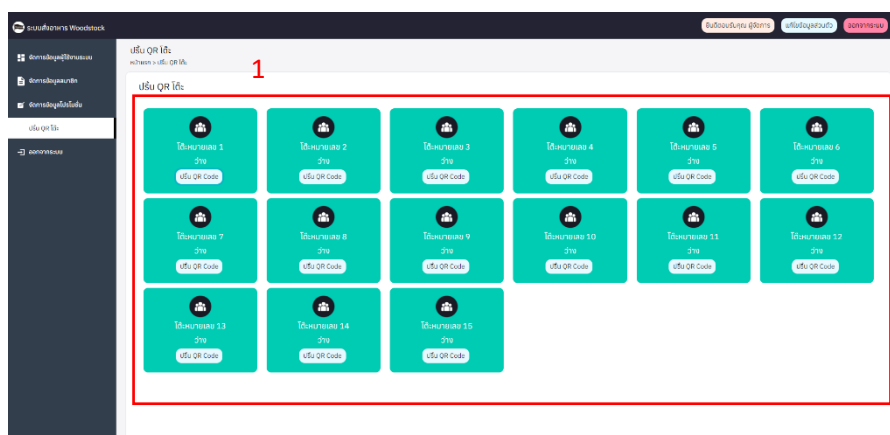 ระบบสั่งอาหาร Woodstock
ยินดีตอนรับคุณ ผู้จัดการ
แก้ไขข้อมูลส่วนตัว
ออกจากระบบ
จัดการข้อมูลผู้ใช้งานระบบ
จัดการข้อมูลสมาชิก
จัดการข้อมูลโปรโมชั่น
ปริ้น QR โต๊ะ
ออกจากระบบ
ปริ้น QR โต๊ะ
หน้าแรก > ปริ้น QR โต๊ะ
1
ปริ้น QR โต๊ะ
โต๊ะหมายเลข 1
ว่าง
ปริ้น QR Code
โต๊ะหมายเลข 2
ว่าง
ปริ้น QR Code
โต๊ะหมายเลข 3
ว่าง
ปริ้น QR Code
โต๊ะหมายเลข 4
ว่าง
ปริ้น QR Code
โต๊ะหมายเลข 5
ว่าง
ปริ้น QR Code
โต๊ะหมายเลข 6
ว่าง
ปริ้น QR Code
โต๊ะหมายเลข 7
ว่าง
ปริ้น QR Code
โต๊ะหมายเลข 8
ว่าง
ปริ้น QR Code
โต๊ะหมายเลข 9
ว่าง
ปริ้น QR Code
โต๊ะหมายเลข 10
ว่าง
ปริ้น QR Code
โต๊ะหมายเลข 11
ว่าง
ปริ้น QR Code
โต๊ะหมายเลข 12
ว่าง
ปริ้น QR Code
โต๊ะหมายเลข 13
ว่าง
ปริ้น QR Code
โต๊ะหมายเลข 14
ว่าง
ปริ้น QR Code
โต๊ะหมายเลข 15
ว่าง
ปริ้น QR Code